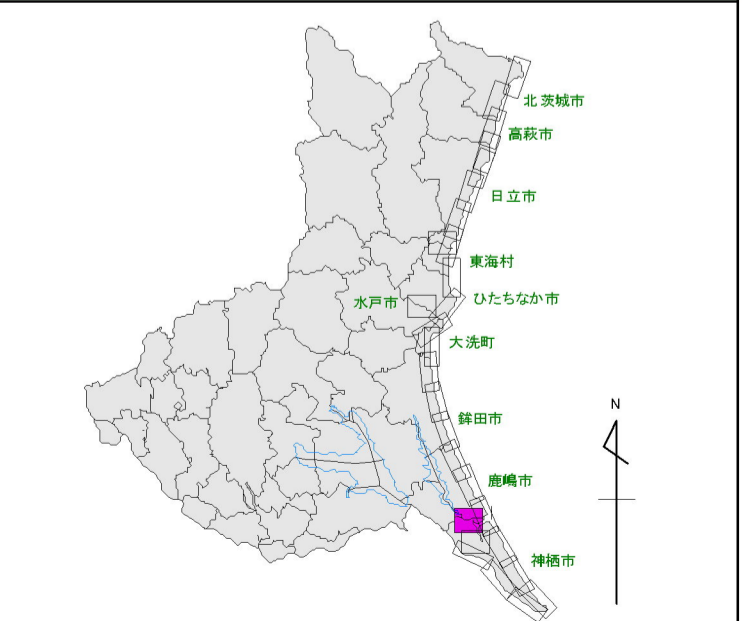 北茨城市
高萩市
日立市
東海村
ひたちなか市
水戸市
大洗町
N
鉾田市
鹿嶋市
神栖市